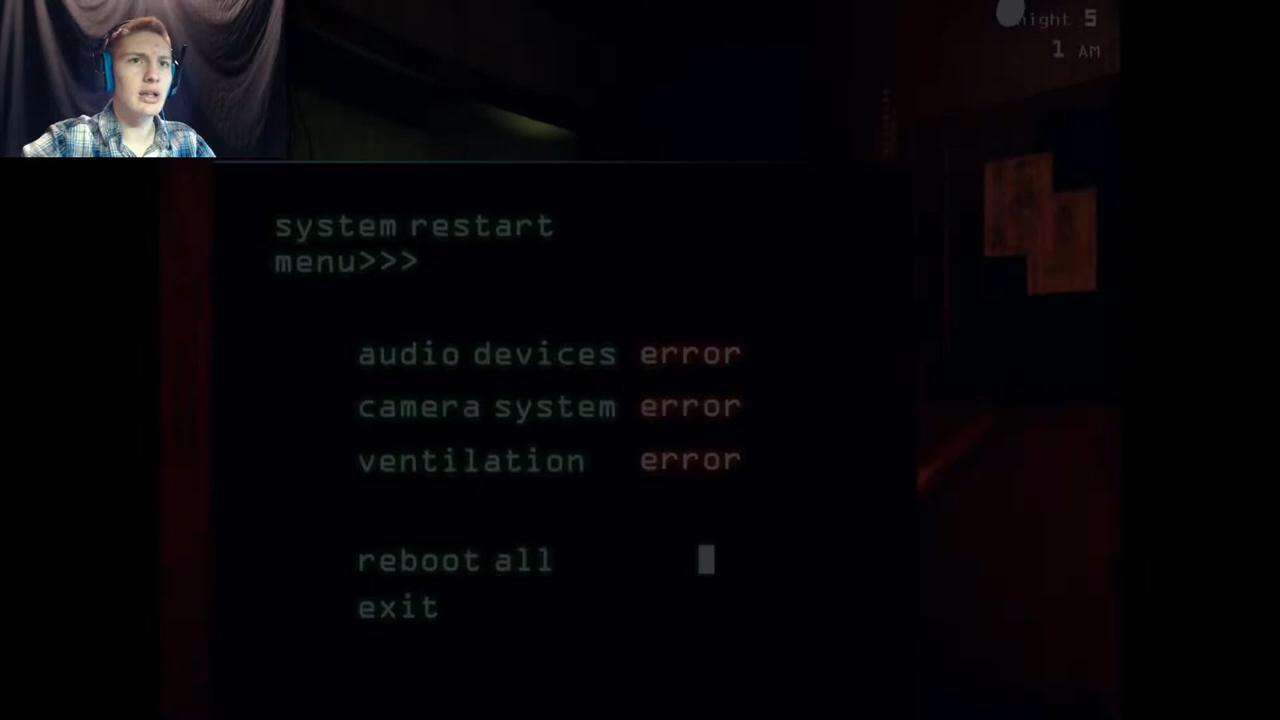 night 5
1 AM
system restart
menu>>>
audio devices error
camera system error
ventilation error
reboot all
exit